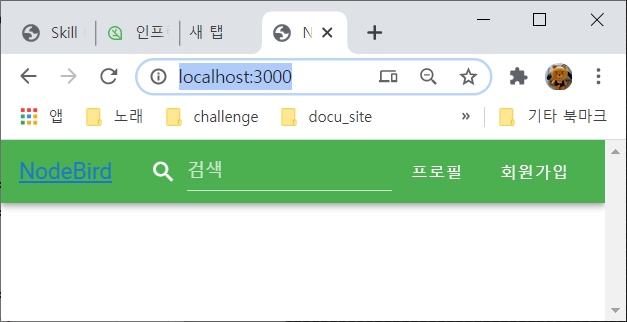 Skill
인프
새 탭
N
localhost:3000
앱 노래 challenge docu_site » 기타 북마크
NodeBird 검색 프로필 회원가입